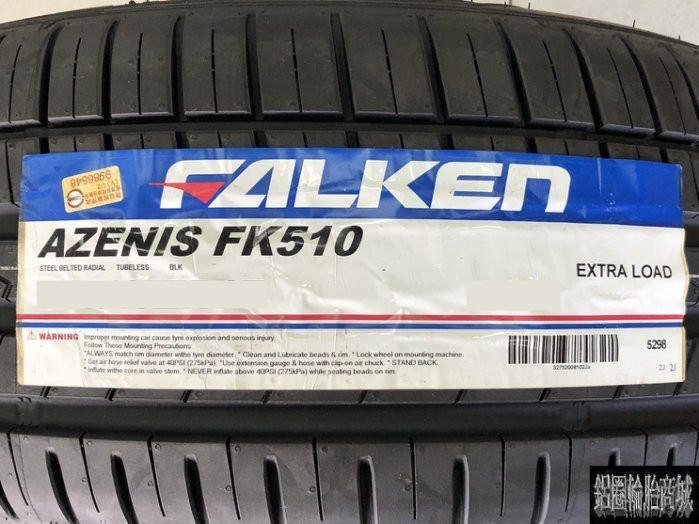 FALKEN
AZENIS FK510
STEEL BELTED RADIAL TUBELESS BLK
EXTRA LOAD
WARNING Improper mounting car cause tyre explosion and serious injury.
Follow These Mounting Precautions:
*ALWAYS match rim diameter withe tyre diameter. * Clean and Lubricate beads & rim. * Lock wheel on mounting machine.
* Set air hose relief valve at 40PSI (275kPa). *Use extension gauge & hose with clip-on air chuck. * STAND BACK.
* Inflate withe core in valve stem. * NEVER inflate above 40PSI (275kPa) while seating beads on rim.
5298
鋁圈輪胎商城